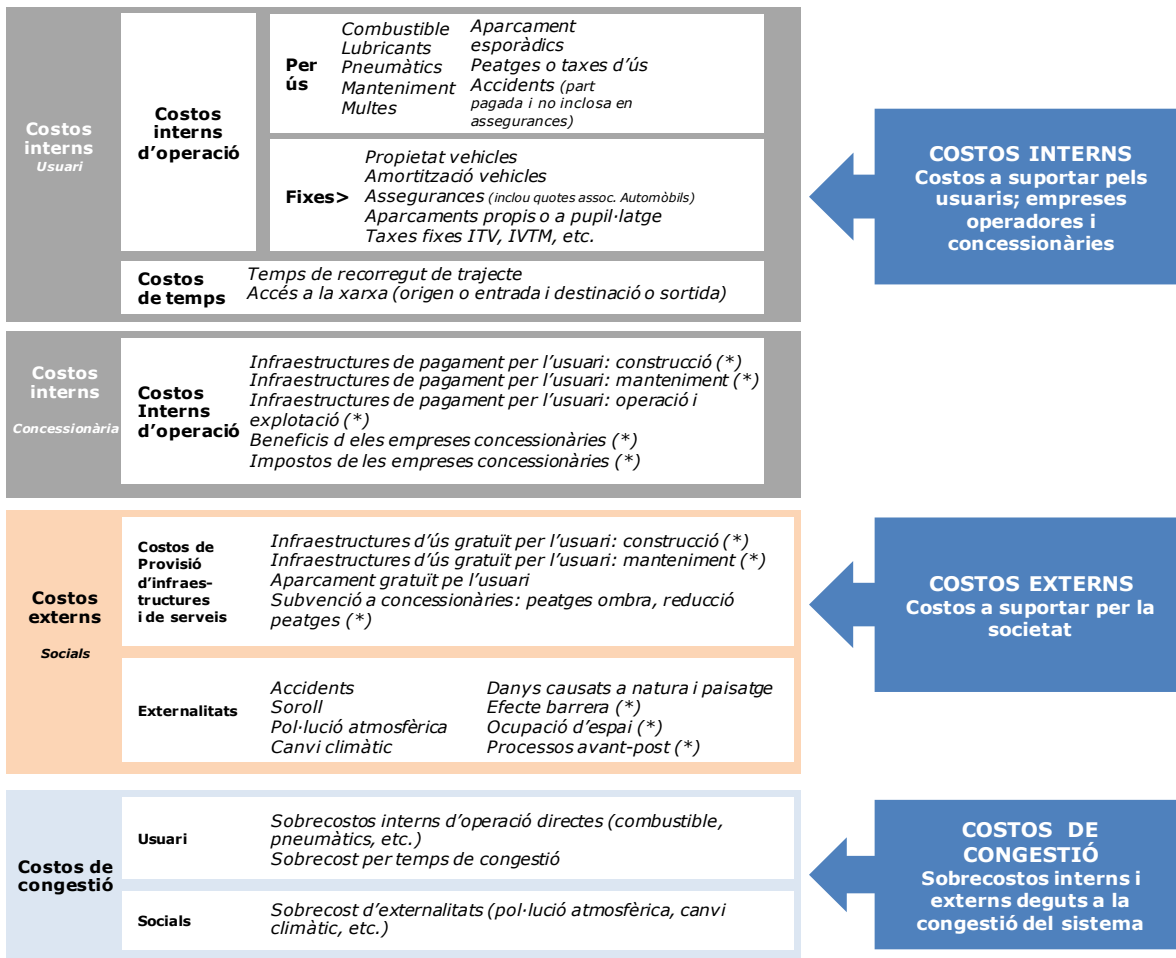 Costos
interns
Usuari
Costos
interns
d'operació
Per
ús
Combustible
Lubricants
Pneumàtics
Manteniment
Multes
Aparcament
esporàdics
Peatges o taxes d'ús
Accidents (part
pagada i no inclosa en
assegurances)
Fixes>
Propietat vehicles
Amortització vehicles
Assegurances (inclou quotes assoc. Automòbils)
Aparcaments propis o a pupil·latge
Taxes fixes ITV, IVTM, etc.
Costos
de temps
Temps de recorregut de trajecte
Accés a la xarxa (origen o entrada i destinació o sortida)
COSTOS INTERNS
Costos a suportar pels
usuaris; empreses
operadores i
concessionàries
Costos
interns
Concessionària
Costos
Interns
d'operació
Infraestructures de pagament per l'usuari: construcció (*)
Infraestructures de pagament per l'usuari: manteniment (*)
Infraestructures de pagament per l'usuari: operació i
explotació (*)
Beneficis d eles empreses concessionàries (*)
Impostos de les empreses concessionàries (*)
Costos
externs
Socials
Costos de
Provisió
d'infraes-
tructures
i de serveis
Infraestructures d'ús gratuït per l'usuari: construcció (*)
Infraestructures d'ús gratuït per l'usuari: manteniment (*)
Aparcament gratuït pe l'usuari
Subvenció a concessionàries: peatges ombra, reducció
peatges (*)
Externalitats
Accidents
Soroll
Pol·lució atmosfèrica
Canvi climàtic
Danys causats a natura i paisatge
Efecte barrera (*)
Ocupació d'espai (*)
Processos avant-post (*)
COSTOS EXTERNS
Costos a suportar per la
societat
Costos de
congestió
Usuari
Sobrecostos interns d'operació directes (combustible,
pneumàtics, etc.)
Sobrecost per temps de congestió
Socials
Sobrecost d'externalitats (pol·lució atmosfèrica, canvi
climàtic, etc.)
COSTOS DE
CONGESTIÓ
Sobrecostos interns i
externs deguts a la
congestió del sistema